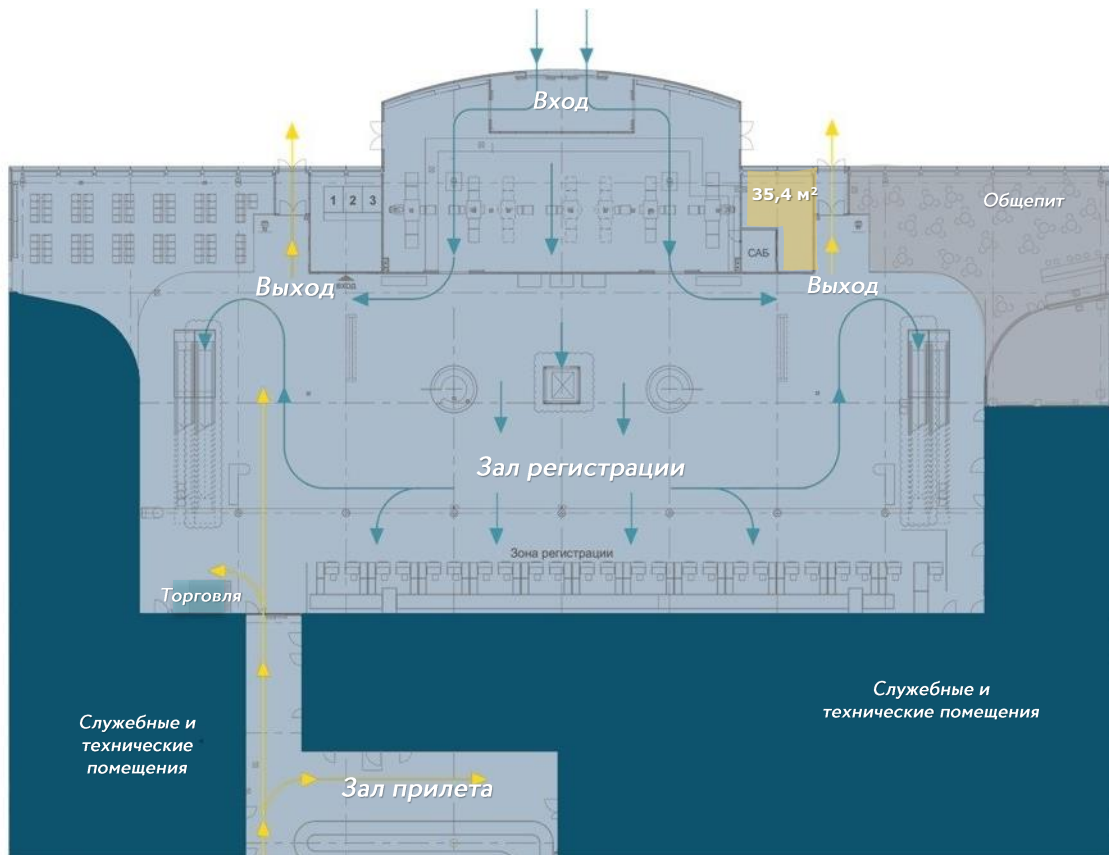 Вход
1 2 3
35,4 м²
Общепит
САБ
ВХОД
Выход
Выход
Зал регистрации
Зона регистрации
Торговля
Служебные и
технические
помещения
Служебные и
технические помещения
Зал прилета